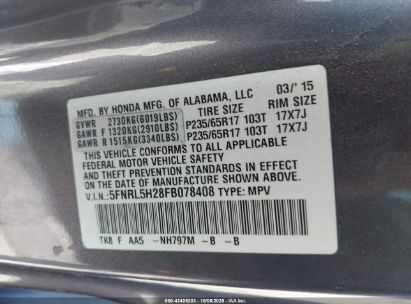 MFD. BY HONDA MFG. OF ALABAMA, LLC 03/'15
GVWR 2730KG(6019LBS) TIRE SIZE RIM SIZE
GAWR F 1320KG(2910LBS) P235/65R17 103T 17X7J
GAWR R 1515KG(3340LBS) P235/65R17 103T 17X7J
THIS VEHICLE CONFORMS TO ALL APPLICABLE
FEDERAL MOTOR VEHICLE SAFETY, BUMPER,
AND THEFT PREVENTION STANDARDS IN EFFECT
ON THE DATE OF MANUFACTURE SHOWN ABOVE.
V.I.N.: 5FNRL5H28FB078408 TYPE: MPV
TK8 F AA5 -NH797M -B -B